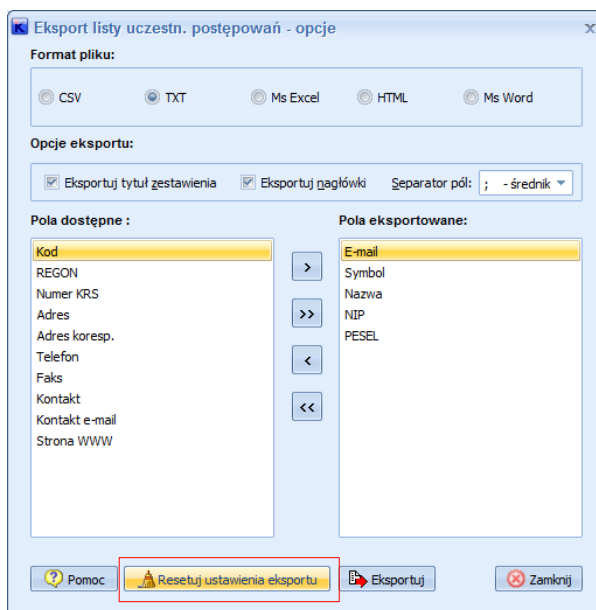 K Eksport listy uczestn. postępowań - opcje x
Format pliku:
CSV TXT Ms Excel HTML Ms Word
Opcje eksportu:
Eksportuj tytuł zestawienia Eksportuj nagłówki Separator pól: ; - średnik
Pola dostępne : Pola eksportowane:
Kod E-mail
REGON > Symbol
Numer KRS Nazwa
Adres >> NIP
Adres koresp. PESEL
Telefon <
Faks
Kontakt <<
Kontakt e-mail
Strona WWW
? Pomoc Resetuj ustawienia eksportu Eksportuj Zamknij